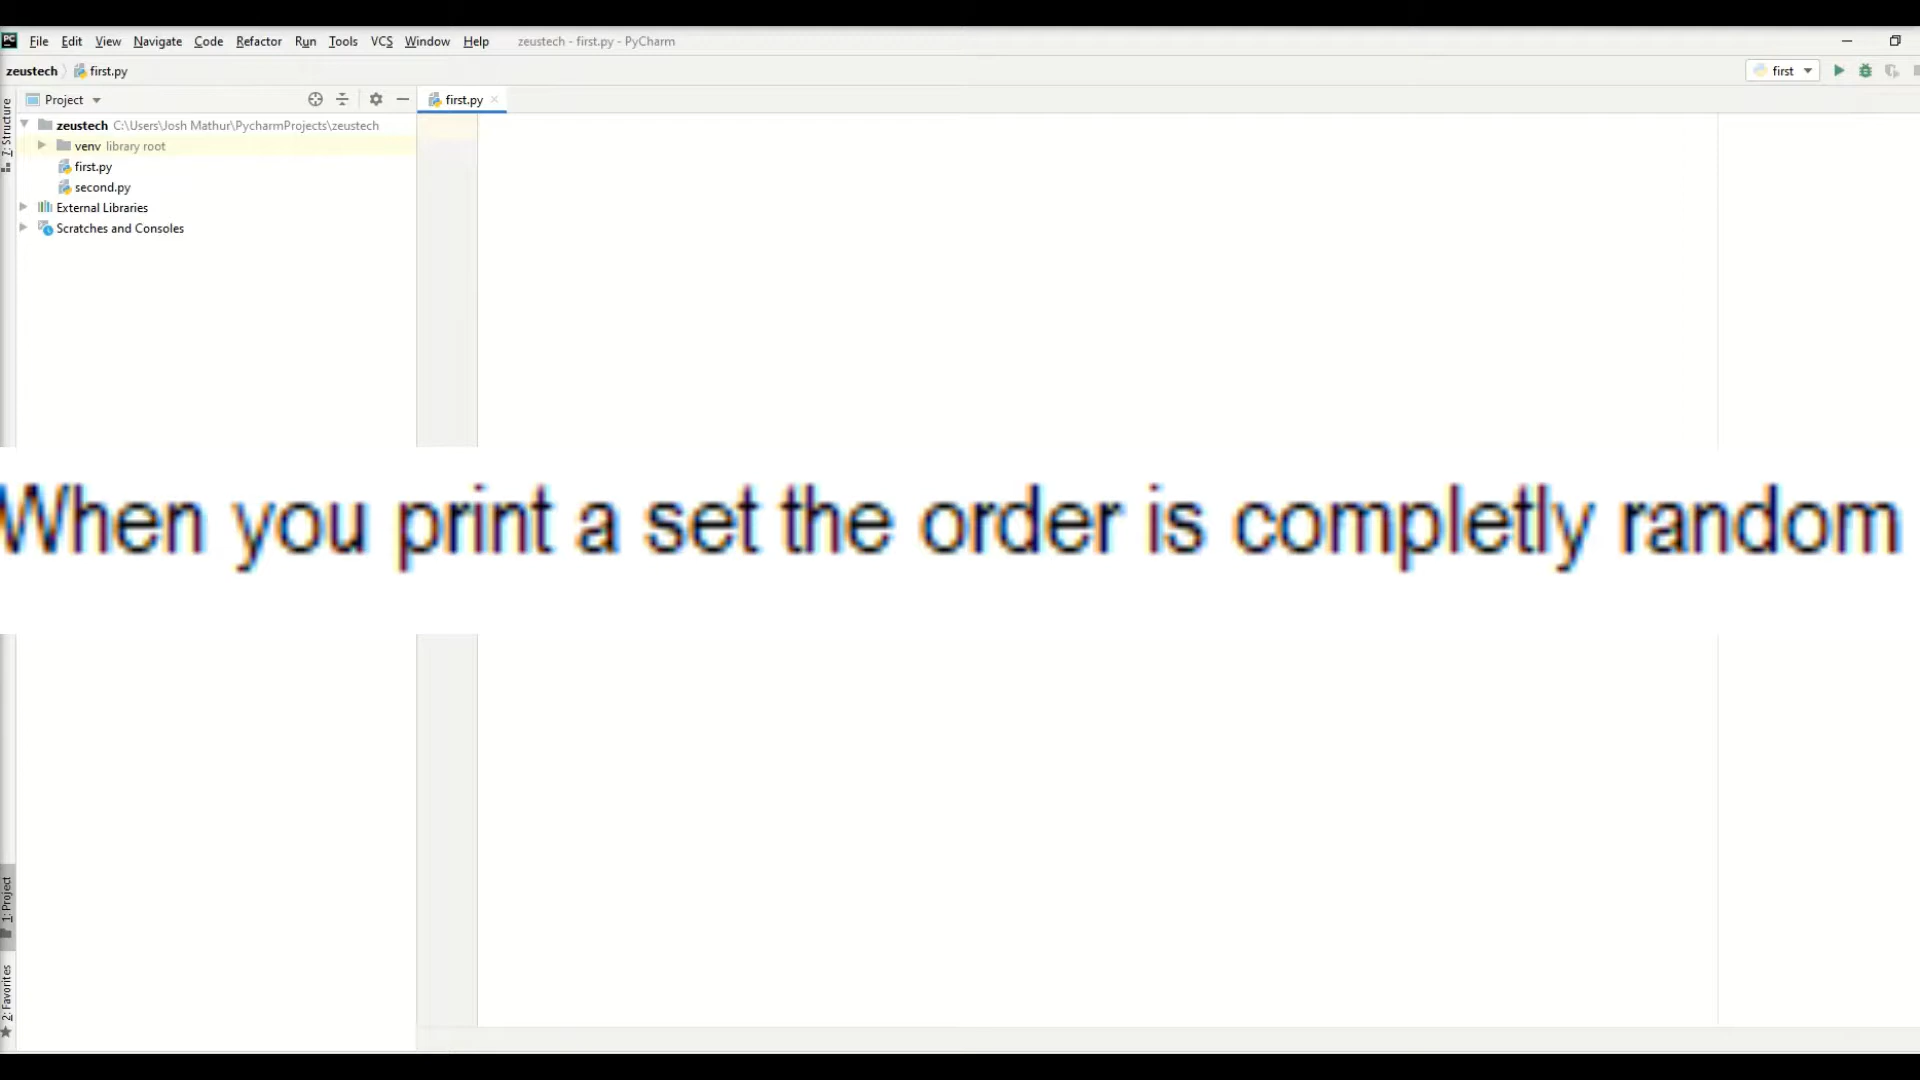 PC File Edit View Navigate Code Refactor Run Tools VCS Window Help zeustech - first.py - PyCharm
zeustech first.py first
Project first.py
zeustech C:\Users\Josh Mathur\PycharmProjects\zeustech
venv library root
first.py
second.py
External Libraries
Scratches and Consoles
Z: Structure
When you print a set the order is completly random
1: Project
2: Favorites